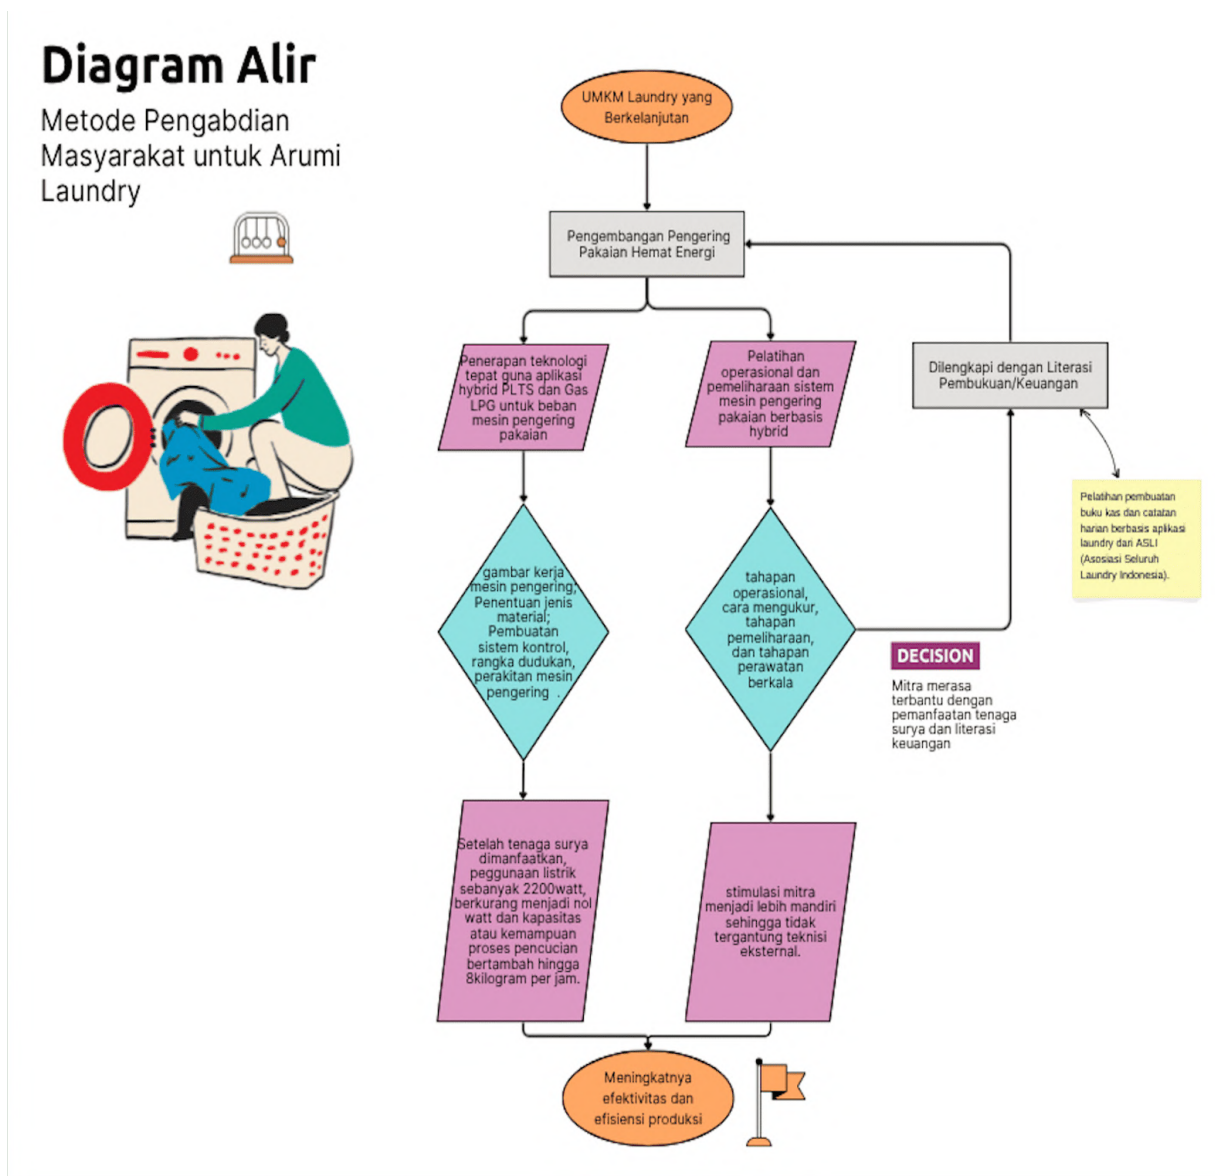 Diagram Alir
Metode Pengabdian
Masyarakat untuk Arumi
Laundry
UMKM Laundry yang
Berkelanjutan
Pengembangan Pengering
Pakaian Hemat Energi
Penerapan teknologi
tepat guna aplikasi
hybrid PLTS dan Gas
LPG untuk beban
mesin pengering
pakaian
Pelatihan
operasional dan
pemeliharaan sistem
mesin pengering
pakaian berbasis
hybrid
Dilengkapi dengan Literasi
Pembukuan/Keuangan
Pelatihan pembuatan
buku kas dan catatan
harian berbasis aplikasi
laundry dari ASLI
(Asosiasi Seluruh
Laundry Indonesia).
gambar kerja
mesin pengering;
Penentuan jenis
material;
Pembuatan
sistem kontrol,
rangka dudukan,
perakitan mesin
pengering .
tahapan
operasional,
cara mengukur,
tahapan
pemeliharaan,
dan tahapan
perawatan
berkala
DECISION
Mitra merasa
terbantu dengan
pemanfaatan tenaga
surya dan literasi
keuangan
Setelah tenaga surya
dimanfaatkan,
peggunaan listrik
sebanyak 2200watt,
berkurang menjadi nol
watt dan kapasitas
atau kemampuan
proses pencucian
bertambah hingga
8kilogram per jam.
stimulasi mitra
menjadi lebih mandiri
sehingga tidak
tergantung teknisi
eksternal.
Meningkatnya
efektivitas dan
efisiensi produksi